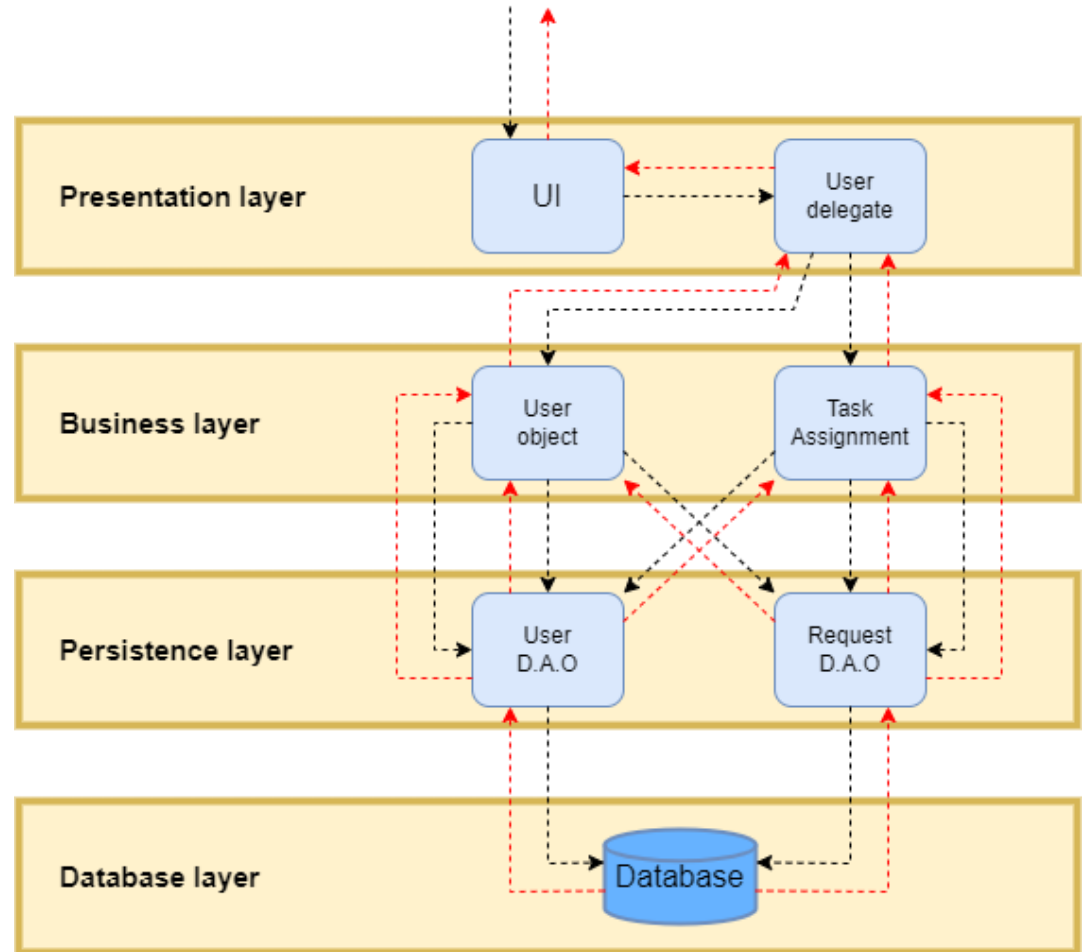 Presentation layer
UI
User
delegate
Business layer
User
object
Task
Assignment
Persistence layer
User
D.A.O
Request
D.A.O
Database layer
Database